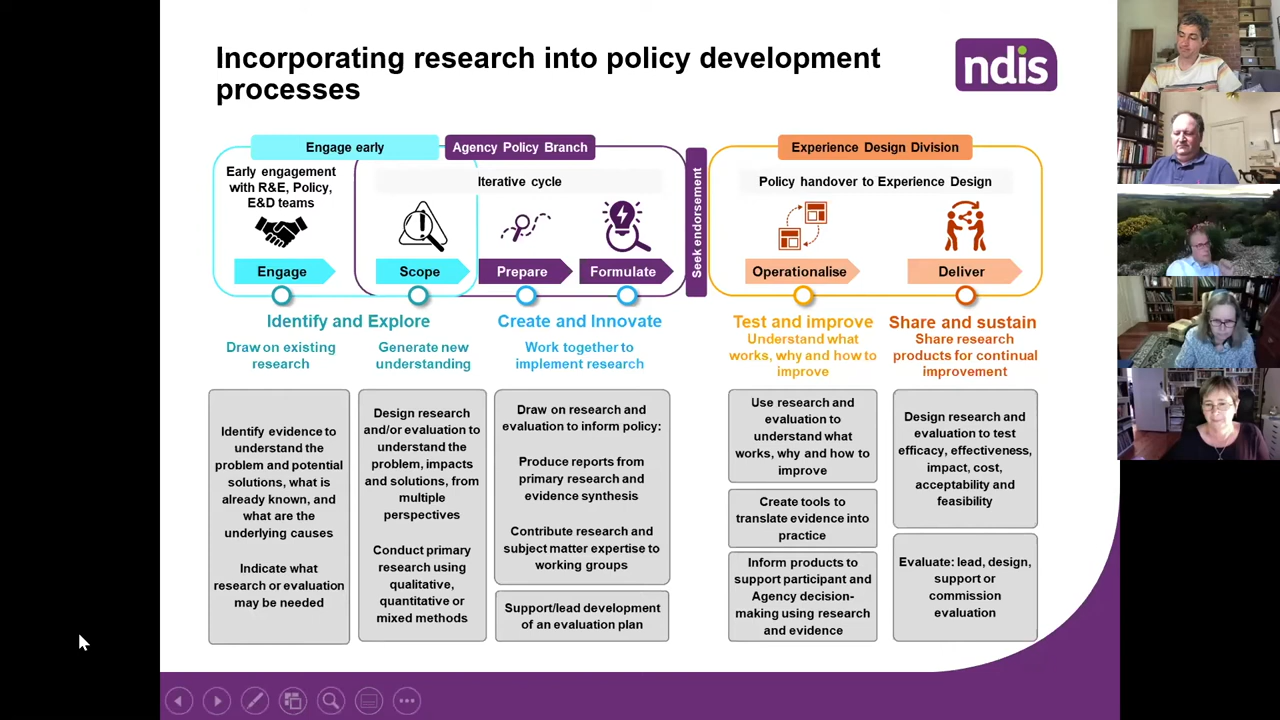 Incorporating research into policy development
processes
ndis
Engage early
Agency Policy Branch
Experience Design Division
Early engagement
with R&E, Policy,
E&D teams
Iterative cycle
Seek endorsement
Policy handover to Experience Design
Engage
Scope
Prepare
Formulate
Operationalise
Deliver
Identify and Explore
Create and Innovate
Test and improve
Share and sustain
Draw on existing
research
Generate new
understanding
Work together to
implement research
Understand what
works, why and how to
improve
Share research
products for continual
improvement
Identify evidence to
understand the
problem and potential
solutions, what is
already known, and
what are the
underlying causes
Indicate what
research or evaluation
may be needed
Design research
and/or evaluation to
understand the
problem, impacts
and solutions, from
multiple
perspectives
Conduct primary
research using
qualitative,
quantitative or
mixed methods
Draw on research and
evaluation to inform policy:
Produce reports from
primary research and
evidence synthesis
Contribute research and
subject matter expertise to
working groups
Support/lead development
of an evaluation plan
Use research and
evaluation to
understand what
works, why and how to
improve
Create tools to
translate evidence into
practice
Inform products to
support participant and
Agency decision-
making using research
and evidence
Design research and
evaluation to test
efficacy, effectiveness,
impact, cost,
acceptability and
feasibility
Evaluate: lead, design,
support or
commission
evaluation